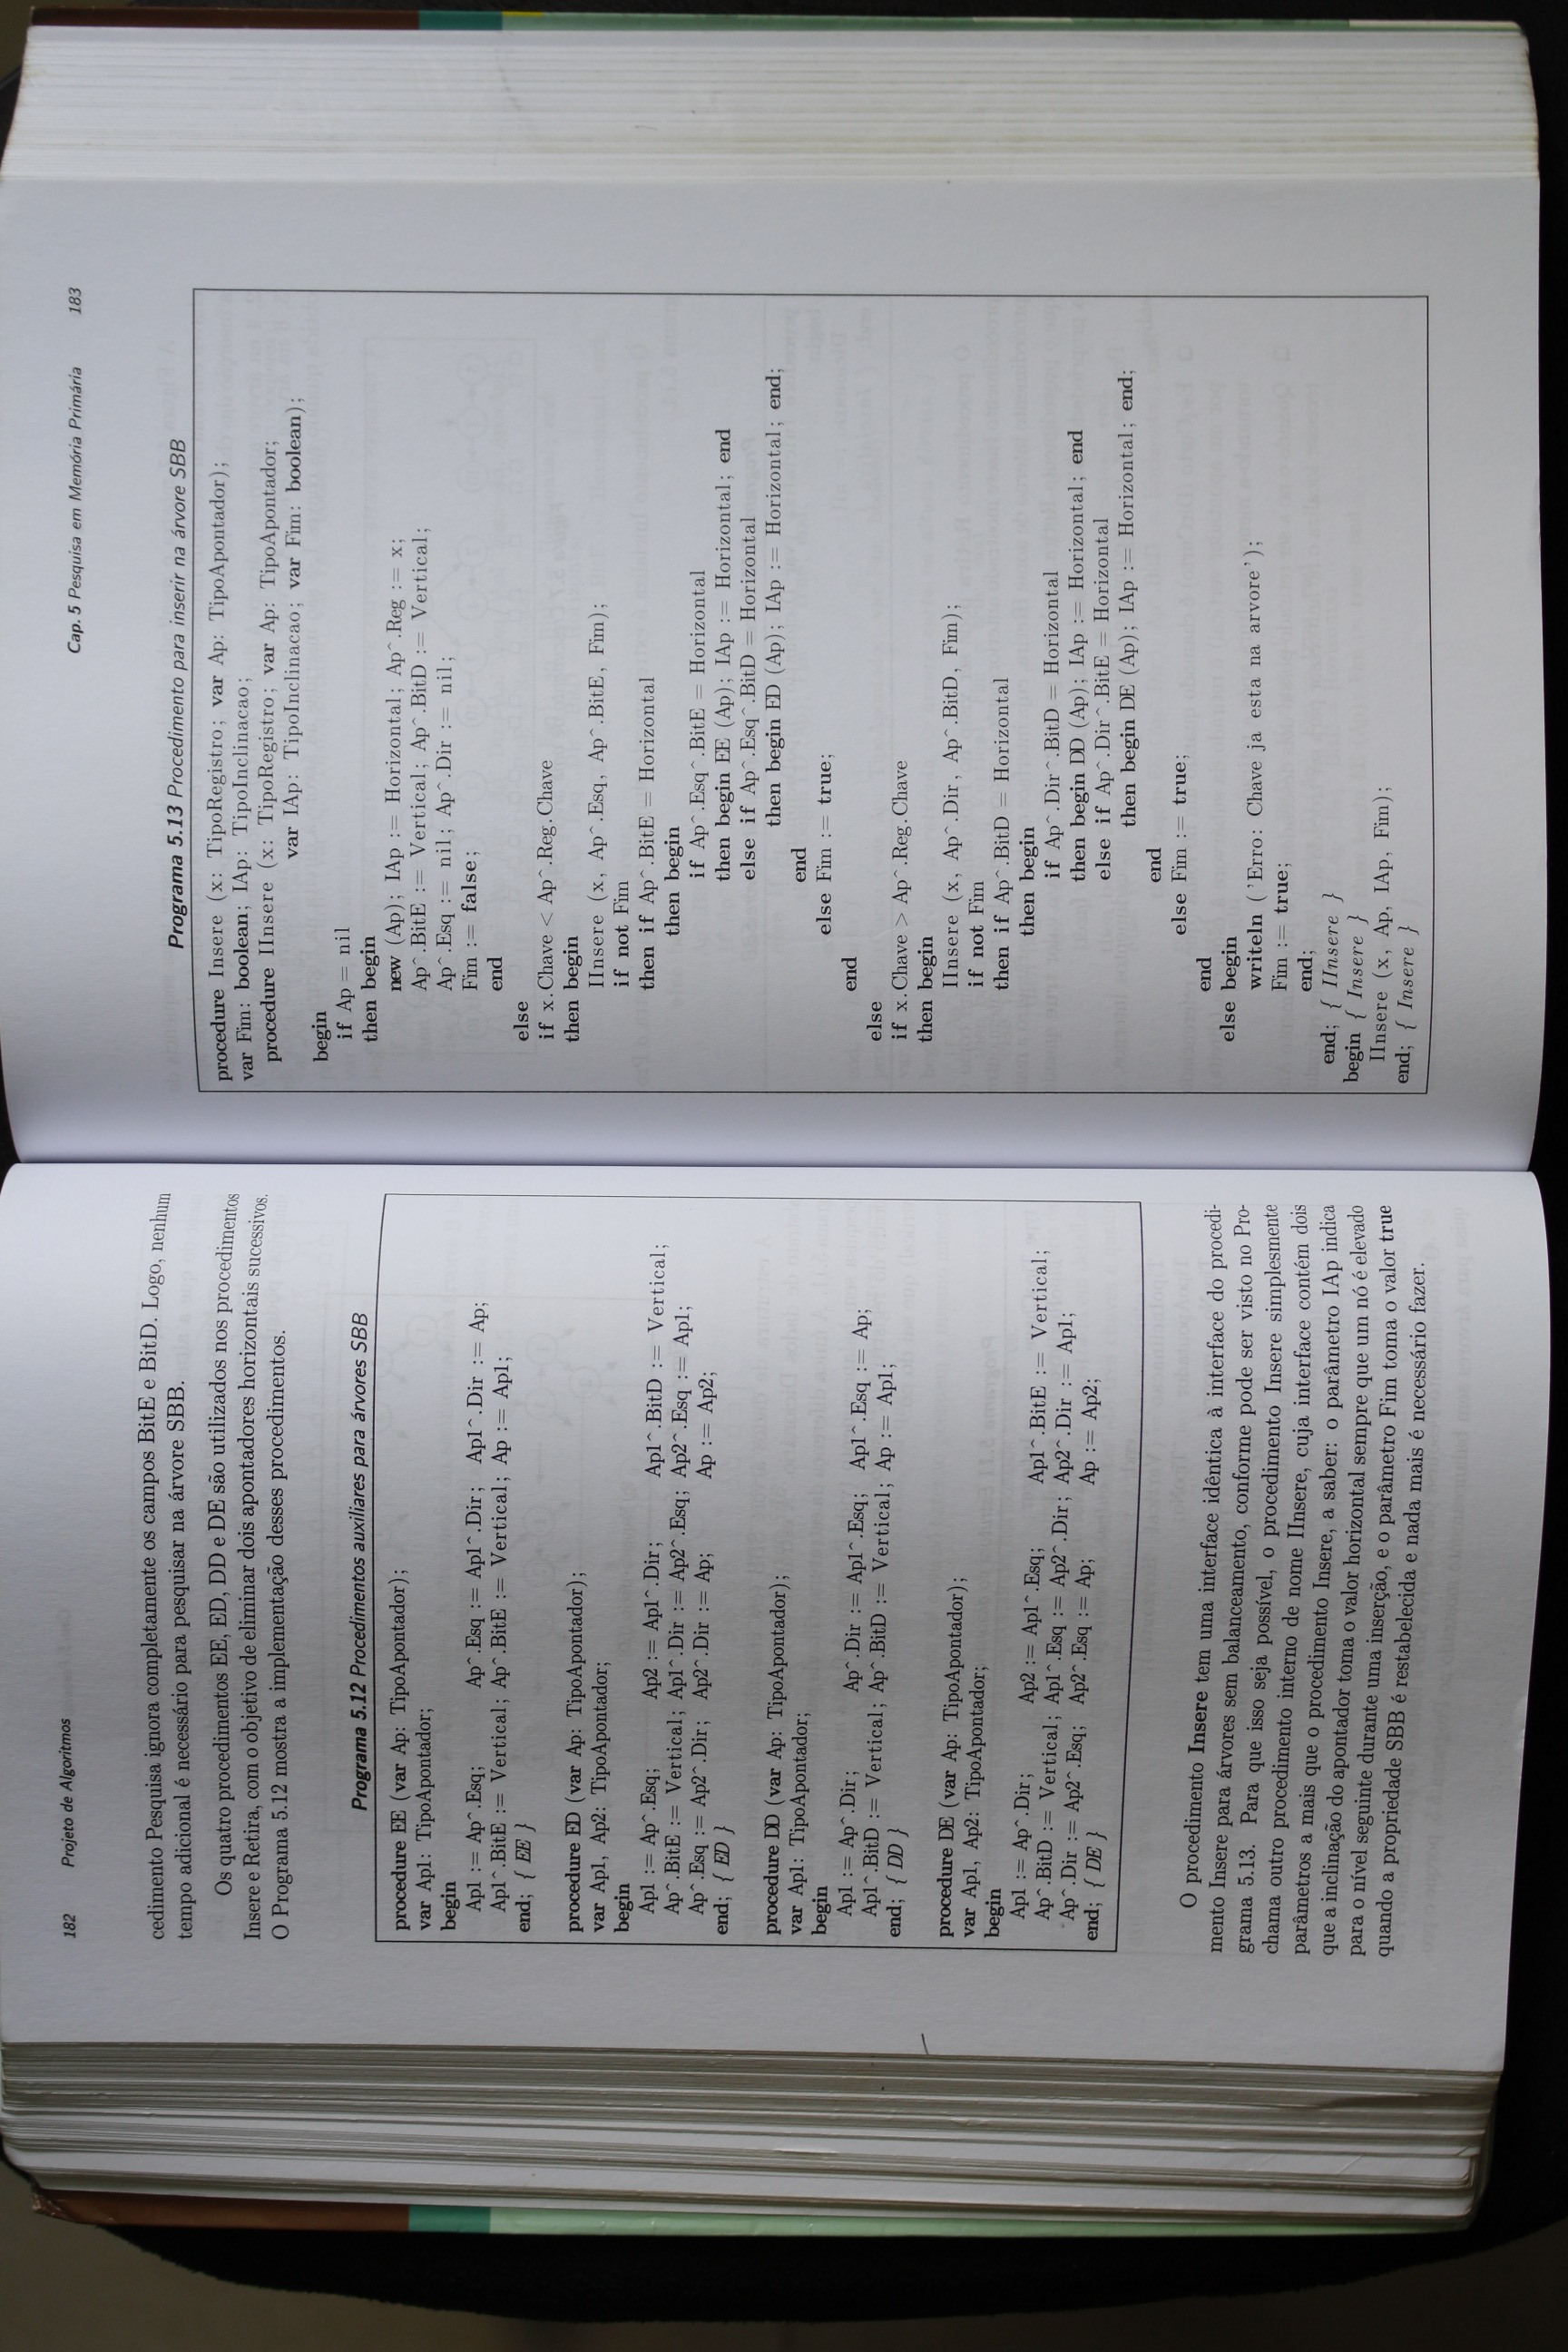 182 Projeto de Algoritmos
cedimento Pesquisa ignora completamente os campos BitE e BitD. Logo, nenhum
tempo adicional é necessário para pesquisar na árvore SBB.
Os quatro procedimentos EE, ED, DD e DE são utilizados nos procedimentos
Insere e Retira, com o objetivo de eliminar dois apontadores horizontais sucessivos.
O Programa 5.12 mostra a implementação desses procedimentos.
Programa 5.12 Procedimentos auxiliares para árvores SBB
procedure EE (var Ap: TipoApontador);
var Ap1: TipoApontador;
begin
Ap1 := Ap^.Esq; Ap^.Esq := Ap1^.Dir; Ap1^.Dir := Ap;
Ap1^.BitE := Vertical; Ap^.BitE := Vertical; Ap := Ap1;
end; { EE }
procedure ED (var Ap: TipoApontador);
var Ap1, Ap2: TipoApontador;
begin
Ap1 := Ap^.Esq; Ap2 := Ap1^.Dir; Ap1^.BitD := Vertical;
Ap^.BitE := Vertical; Ap1^.Dir := Ap2^.Esq; Ap2^.Esq := Ap1;
Ap^.Esq := Ap2^.Dir; Ap2^.Dir := Ap; Ap := Ap2;
end; { ED }
procedure DD (var Ap: TipoApontador);
var Ap1: TipoApontador;
begin
Ap1 := Ap^.Dir; Ap^.Dir := Ap1^.Esq; Ap1^.Esq := Ap;
Ap1^.BitD := Vertical; Ap^.BitD := Vertical; Ap := Ap1;
end; { DD }
procedure DE (var Ap: TipoApontador);
var Ap1, Ap2: TipoApontador;
begin
Ap1 := Ap^.Dir; Ap2 := Ap1^.Esq; Ap1^.BitE := Vertical;
Ap^.BitD := Vertical; Ap1^.Esq := Ap2^.Dir; Ap2^.Dir := Ap1;
Ap^.Dir := Ap2^.Esq; Ap2^.Esq := Ap; Ap := Ap2;
end; { DE }
O procedimento Insere tem uma interface idêntica à interface do procedi-
mento Insere para árvores sem balanceamento, conforme pode ser visto no Pro-
grama 5.13. Para que isso seja possível, o procedimento Insere simplesmente
chama outro procedimento interno de nome IInsere, cuja interface contém dois
parâmetros a mais que o procedimento Insere, a saber: o parâmetro IAp indica
que a inclinação do apontador toma o valor horizontal sempre que um nó é elevado
para o nível seguinte durante uma inserção, e o parâmetro Fim toma o valor true
quando a propriedade SBB é restabelecida e nada mais é necessário fazer.
Cap. 5 Pesquisa em Memória Primária 183
Programa 5.13 Procedimento para inserir na árvore SBB
procedure Insere (x: TipoRegistro; var Ap: TipoApontador);
var Fim: boolean; IAp: TipoInclinacao;
procedure IInsere (x: TipoRegistro; var Ap: TipoApontador;
var IAp: TipoInclinacao; var Fim: boolean);
begin
if Ap = nil
then begin
new (Ap); IAp := Horizontal; Ap^.Reg := x;
Ap^.BitE := Vertical; Ap^.BitD := Vertical;
Ap^.Esq := nil; Ap^.Dir := nil;
Fim := false;
end
else
if x.Chave < Ap^.Reg.Chave
then begin
IInsere (x, Ap^.Esq, Ap^.BitE, Fim);
if not Fim
then if Ap^.BitE = Horizontal
then begin
if Ap^.Esq^.BitE = Horizontal
then begin EE (Ap); IAp := Horizontal; end
else if Ap^.Esq^.BitD = Horizontal
then begin ED (Ap); IAp := Horizontal; end;
end
else Fim := true;
end
else
if x.Chave > Ap^.Reg.Chave
then begin
IInsere (x, Ap^.Dir, Ap^.BitD, Fim);
if not Fim
then if Ap^.BitD = Horizontal
then begin
if Ap^.Dir^.BitD = Horizontal
then begin DD (Ap); IAp := Horizontal; end
else if Ap^.Dir^.BitE = Horizontal
then begin DE (Ap); IAp := Horizontal; end;
end
else Fim := true;
end
else begin
writeln ('Erro: Chave ja esta na arvore');
Fim := true;
end;
end; { IInsere }
begin { Insere }
IInsere (x, Ap, IAp, Fim);
end; { Insere }